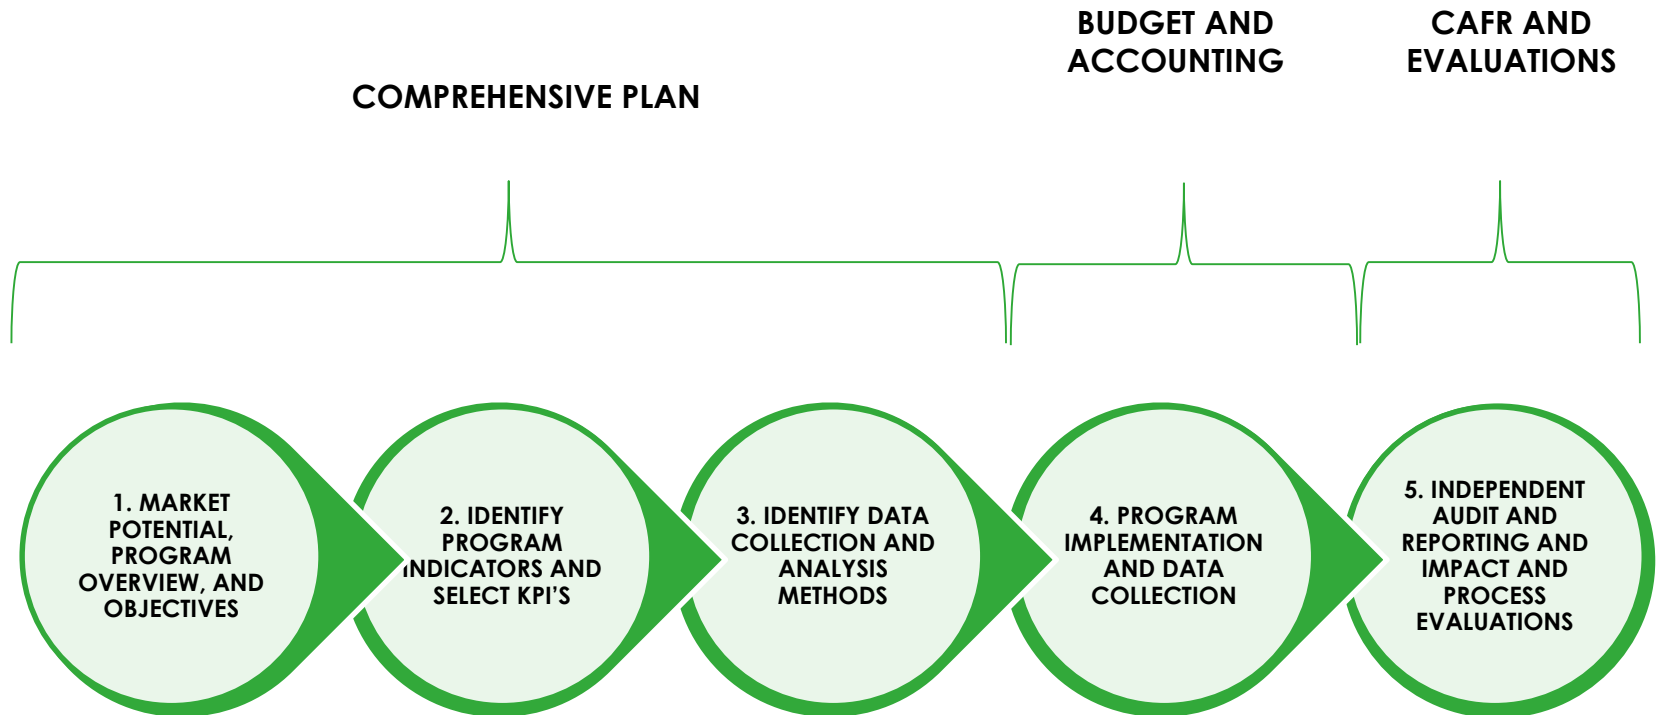 COMPREHENSIVE PLAN
BUDGET AND
ACCOUNTING
CAFR AND
EVALUATIONS
1. MARKET
POTENTIAL,
PROGRAM
OVERVIEW, AND
OBJECTIVES
2. IDENTIFY
PROGRAM
INDICATORS AND
SELECT KPI'S
3. IDENTIFY DATA
COLLECTION AND
ANALYSIS
METHODS
4. PROGRAM
IMPLEMENTATION
AND DATA
COLLECTION
5. INDEPENDENT
AUDIT AND
REPORTING AND
IMPACT AND
PROCESS
EVALUATIONS